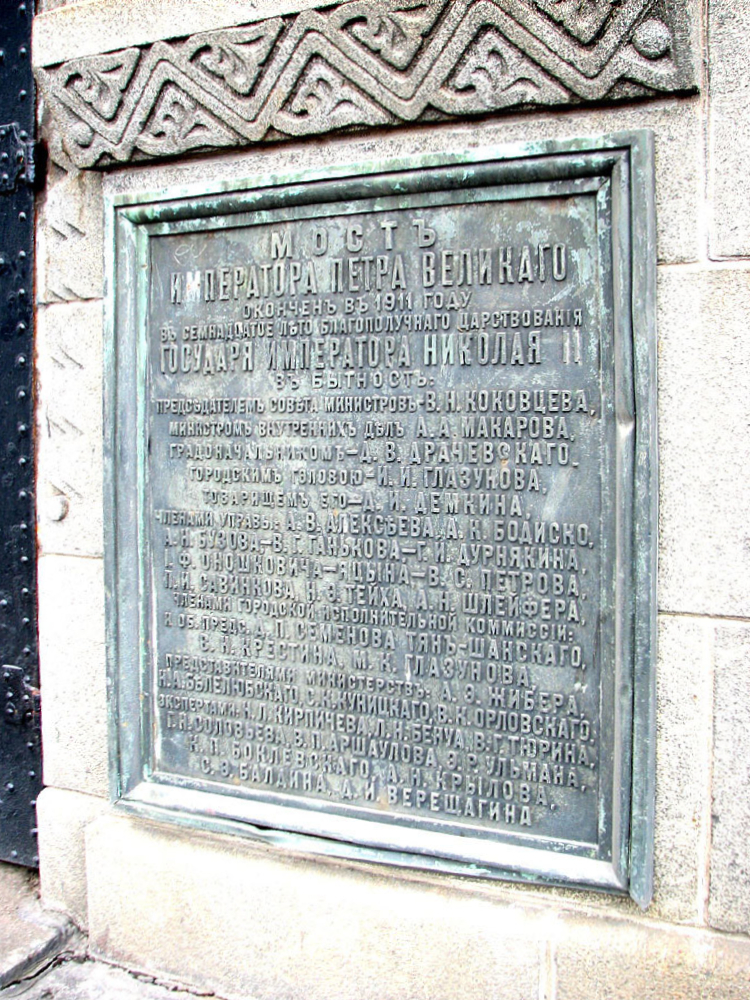 МОСТЪ
ИМПЕРАТОРА ПЕТРА ВЕЛИКАГО
ОКОНЧЕНЪ ВЪ 1911 ГОДУ
ВЪ СЕМНАДЦАТОЕ ЛѢТО БЛАГОПОЛУЧНАГО ЦАРСТВОВАНІЯ
ГОСУДАРЯ ИМПЕРАТОРА НИКОЛАЯ II
ВЪ БЫТНОСТЬ:
ПРЕДСѢДАТЕЛЕМЪ СОВѢТА МИНИСТРОВЪ-В.Н.КОКОВЦЕВА,
МИНИСТРОМЪ ВНУТРЕННИХЪ ДѢЛЪ А.А.МАКАРОВА,
ГРАДОНАЧАЛЬНИКОМЪ-Д.В.ДРАЧЕВСКАГО,
ГОРОДСКИМЪ ГОЛОВОЮ-И.И.ГЛАЗУНОВА,
ТОВАРИЩЕМЪ ЕГО-Д.И.ДЕМКИНА,
ЧЛЕНАМИ УПРАВЫ: А.В.АЛЕКСѢЕВА, А.К.БОДИСКО,
А.Н.БУЗОВА-В.Г.ГАНЬКОВА-Г.И.ДУРНЯКИНА,
Ф.ОНОШКОВИЧА-ЯЦЫНА-В.С.ПЕТРОВА,
П.И.САВИНКОВА, Н.Э.ТЕЙХА, А.Н.ШЛЕЙФЕРА,
ЧЛЕНАМИ ГОРОДСКОЙ ИСПОЛНИТЕЛЬНОЙ КОММИССІИ:
ОБ.ПРЕДС.Д.П.СЕМЕНОВА ТЯНЪ-ШАНСКАГО,
КРЕСТИНА, М.К.ГЛАЗУНОВА.
ПРЕДСТАВИТЕЛЯМИ МИНИСТЕРСТВЪ: А.Э.ЖИБЕРА,
Н.А.БѢЛЕЛЮБСКАГО, С.К.КУНИЦКАГО, В.К.ОРЛОВСКАГО,
ЭКСПЕРТАМИ: Н.Л.КИРПИЧЕВА, Л.Н.БЕНУА, В.Г.ТЮРИНА,
Г.К.СОЛОВЬЕВА, В.П.АРШАУЛОВА, Э.Р.УЛЬМАНА,
К.П.БОКЛЕВСКАГО, А.Н.КРЫЛОВА,
С.В.БАЛДИНА, А.И.ВЕРЕЩАГИНА